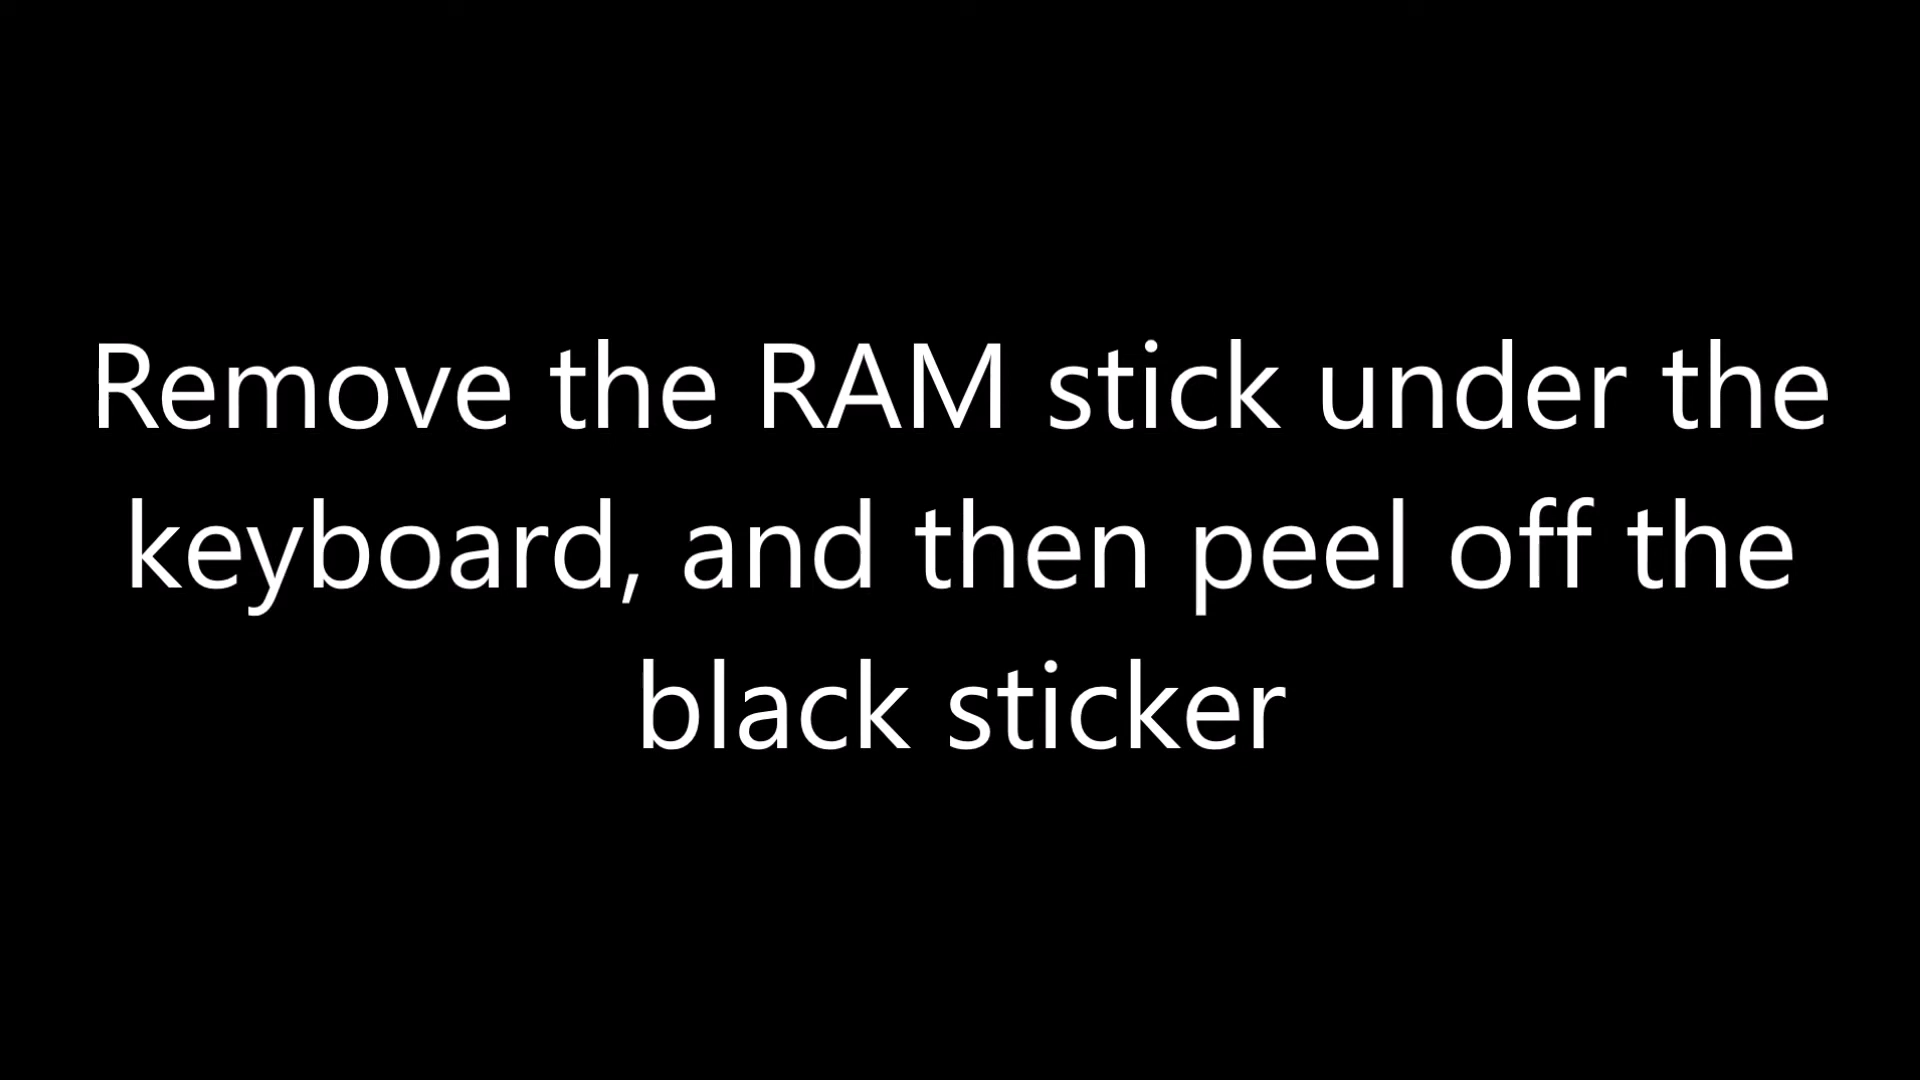 Remove the RAM stick under the
keyboard, and then peel off the
black sticker